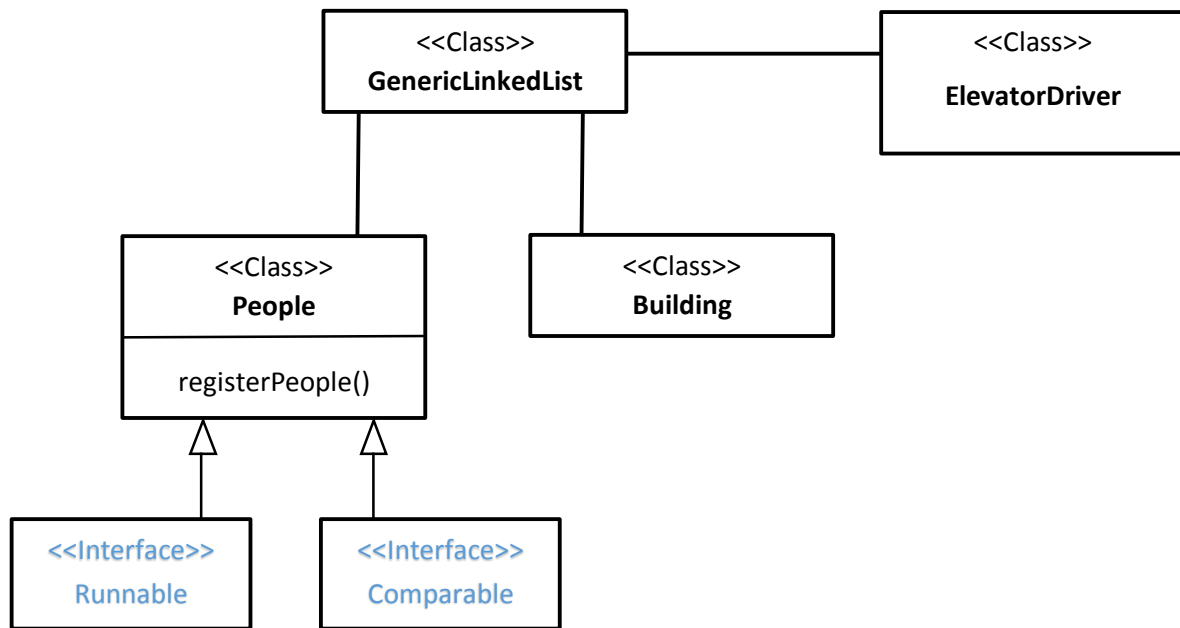 <<Class>>
GenericLinkedList
<<Class>>
ElevatorDriver
<<Class>>
People
registerPeople()
<<Class>>
Building
<<Interface>>
Runnable
<<Interface>>
Comparable